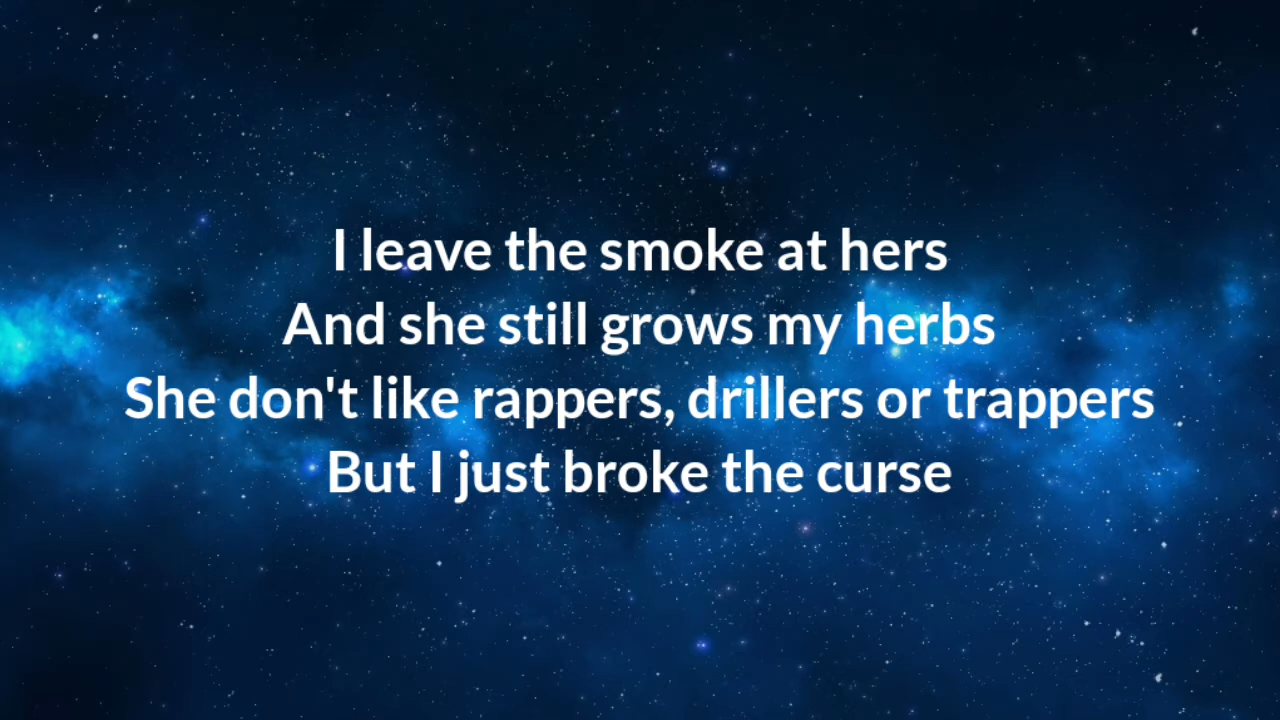 I leave the smoke at hers
And she still grows my herbs
She don't like rappers, drillers or trappers
But I just broke the curse